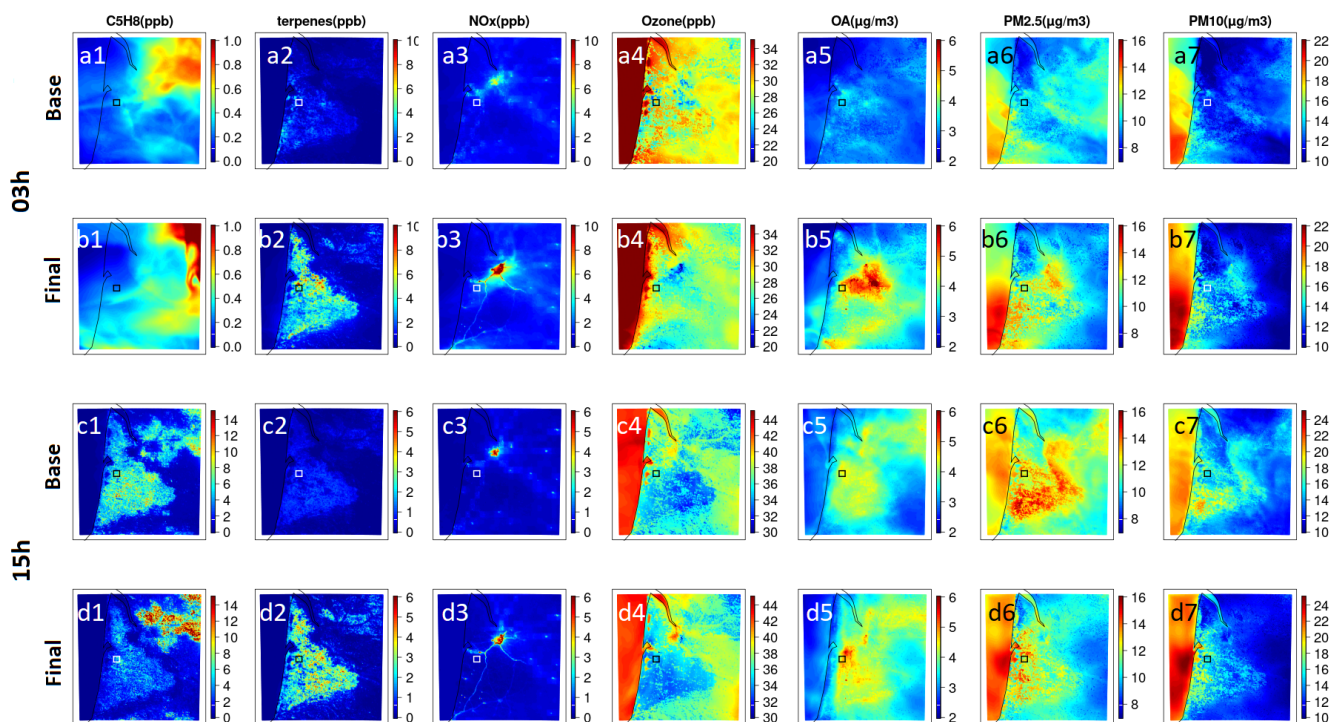 C5H8(ppb) terpenes(ppb) NOx(ppb) Ozone(ppb) OA(µg/m3) PM2.5(µg/m3) PM10(µg/m3)
03h
Base
a1 1.0 0.8 0.6 0.4 0.2 0.0
a2 10 8 6 4 2 0
a3 10 8 6 4 2 0
a4 34 32 30 28 26 24 22 20
a5 6 5 4 3 2
a6 16 14 12 10 8
a7 22 20 18 16 14 12 10
Final
b1 1.0 0.8 0.6 0.4 0.2 0.0
b2 10 8 6 4 2 0
b3 10 8 6 4 2 0
b4 34 32 30 28 26 24 22 20
b5 6 5 4 3 2
b6 16 14 12 10 8
b7 22 20 18 16 14 12 10
15h
Base
c1 14 12 10 8 6 4 2 0
c2 6 5 4 3 2 1 0
c3 6 5 4 3 2 1 0
c4 44 42 40 38 36 34 32 30
c5 6 5 4 3 2
c6 16 14 12 10 8
c7 24 22 20 18 16 14 12 10
Final
d1 14 12 10 8 6 4 2 0
d2 6 5 4 3 2 1 0
d3 6 5 4 3 2 1 0
d4 44 42 40 38 36 34 32 30
d5 6 5 4 3 2
d6 16 14 12 10 8
d7 24 22 20 18 16 14 12 10